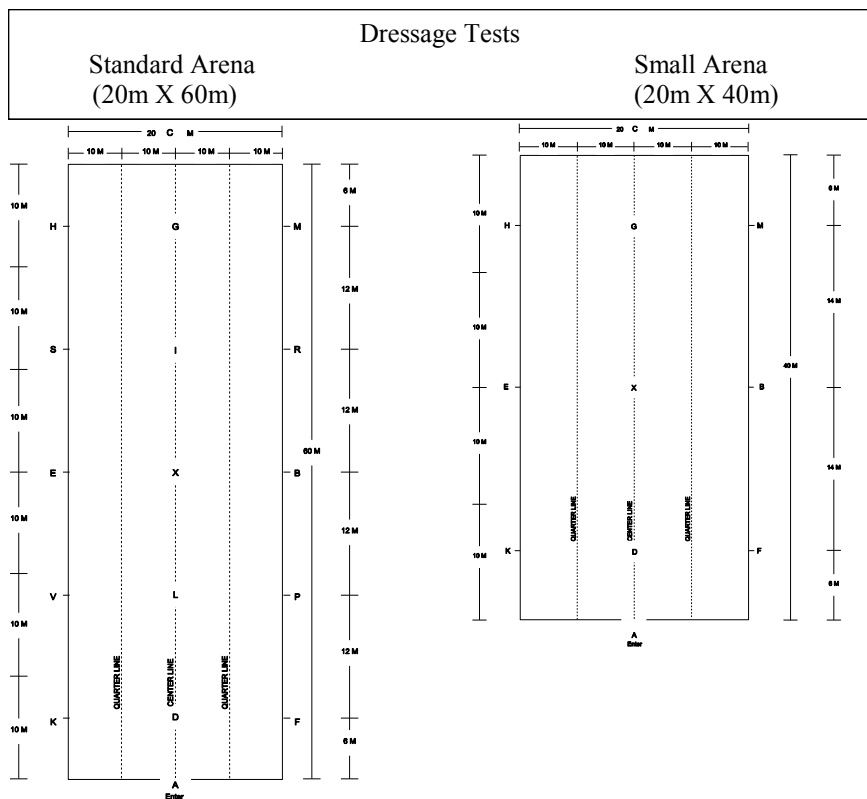 Dressage Tests
Standard Arena
(20m X 60m)
Small Arena
(20m X 40m)
20 C M
10 M 10 M 10 M 10 M
6 M
10 M
H G M
12 M
10 M
S I R
12 M
10 M
60 M
E X B
10 M
12 M
V L P
10 M
12 M
QUARTER LINE
CENTER LINE
QUARTER LINE
K D F
10 M
6 M
A
Enter
20 C M
10 M 10 M 10 M 10 M
6 M
10 M
H G M
14 M
10 M
40 M
E X B
10 M
14 M
QUARTER LINE
CENTER LINE
QUARTER LINE
K D F
10 M
6 M
A
Enter